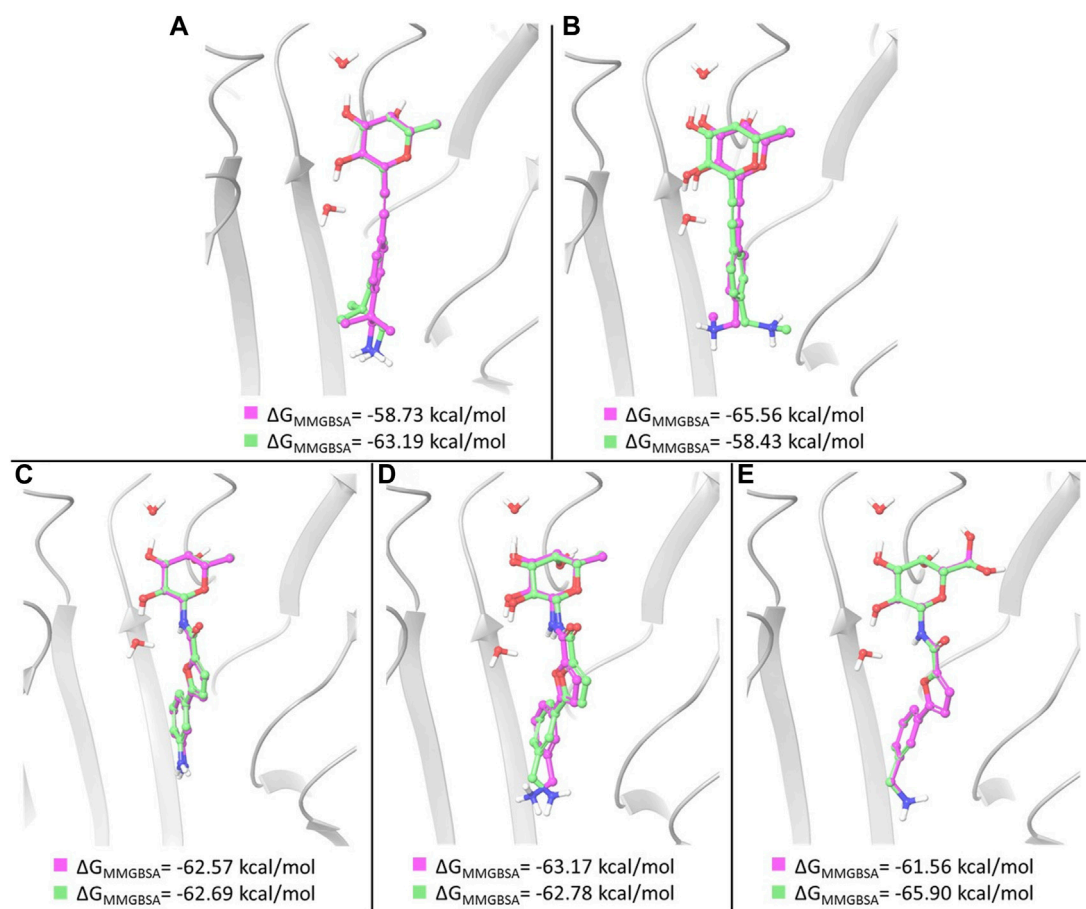 A
B
ΔGMMGBSA= -58.73 kcal/mol
ΔGMMGBSA= -63.19 kcal/mol
ΔGMMGBSA= -65.56 kcal/mol
ΔGMMGBSA= -58.43 kcal/mol
C
D
E
ΔGMMGBSA= -62.57 kcal/mol
ΔGMMGBSA= -62.69 kcal/mol
ΔGMMGBSA= -63.17 kcal/mol
ΔGMMGBSA= -62.78 kcal/mol
ΔGMMGBSA= -61.56 kcal/mol
ΔGMMGBSA= -65.90 kcal/mol